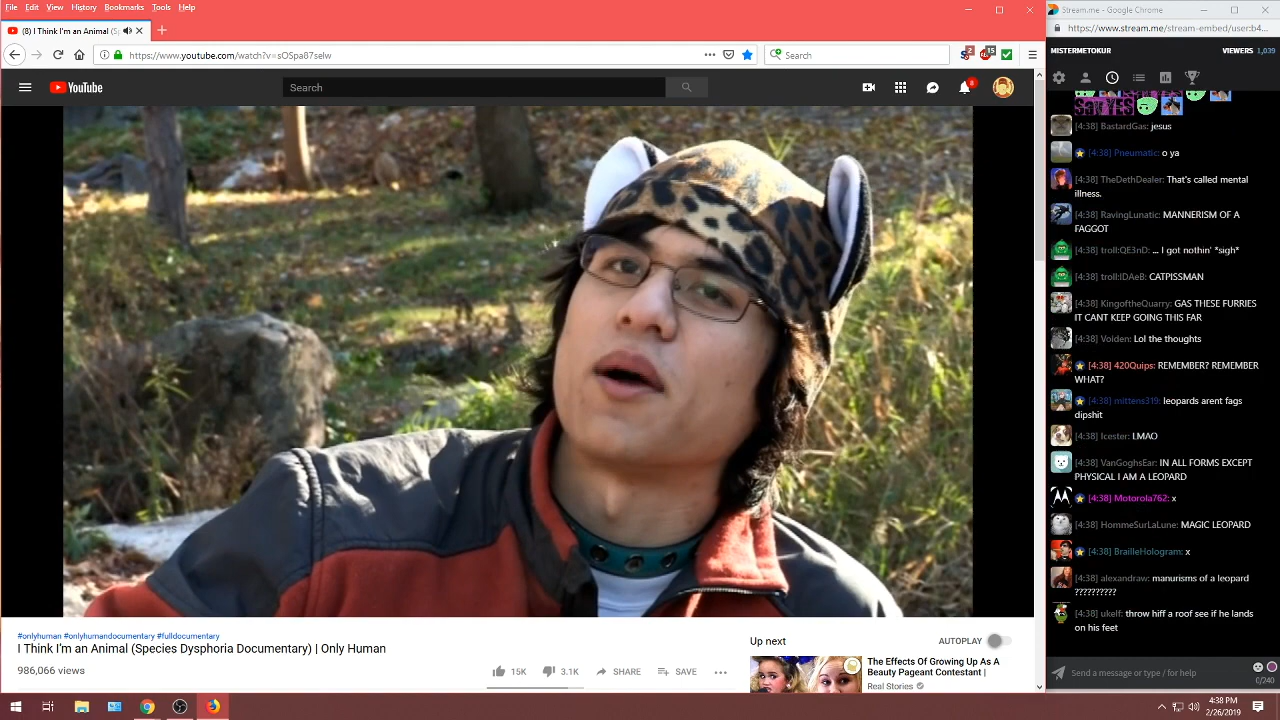 File Edit View History Bookmarks Tools Help
(8) I Think I'm an Animal (Sp
https://www.youtube.com/watch?v=sOSpa87selw
Search
2
15
YouTube
Search
8
#onlyhuman #onlyhumandocumentary #fulldocumentary
I Think I'm an Animal (Species Dysphoria Documentary) | Only Human
986,066 views
15K
3.1K
SHARE
SAVE
Up next
AUTOPLAY
The Effects Of Growing Up As A
Beauty Pageant Contestant |
Real Stories
Stream.me - Google Chrome
https://www.stream.me/stream-embed/userb4...
MISTERMETOKUR
VIEWERS 1,039
[4:38] BastardGas: jesus
[4:38] Pneumatic: o ya
[4:38] TheDethDealer: That's called mental
illness.
[4:38] RavingLunatic: MANNERISM OF A
FAGGOT
[4:38] troll:QE3nD: ... I got nothin' *sigh*
[4:38] troll:IDAeB: CATPISSMAN
[4:38] KingoftheQuarry: GAS THESE FURRIES
IT CANT KEEP GOING THIS FAR
[4:38] Voiden: Lol the thoughts
[4:38] 420Quips: REMEMBER? REMEMBER
WHAT?
[4:38] mittens319: leopards arent fags
dipshit
[4:38] Icester: LMAO
[4:38] VanGoghsEar: IN ALL FORMS EXCEPT
PHYSICAL I AM A LEOPARD
[4:38] Motorola762: x
[4:38] HommeSurLaLune: MAGIC LEOPARD
[4:38] BrailleHologram: x
[4:38] alexandraw: manurisms of a leopard
??????????
[4:38] ukelf: throw hiff a roof see if he lands
on his feet
Send a message or type / for help
0/240
4:38 PM
2/26/2019